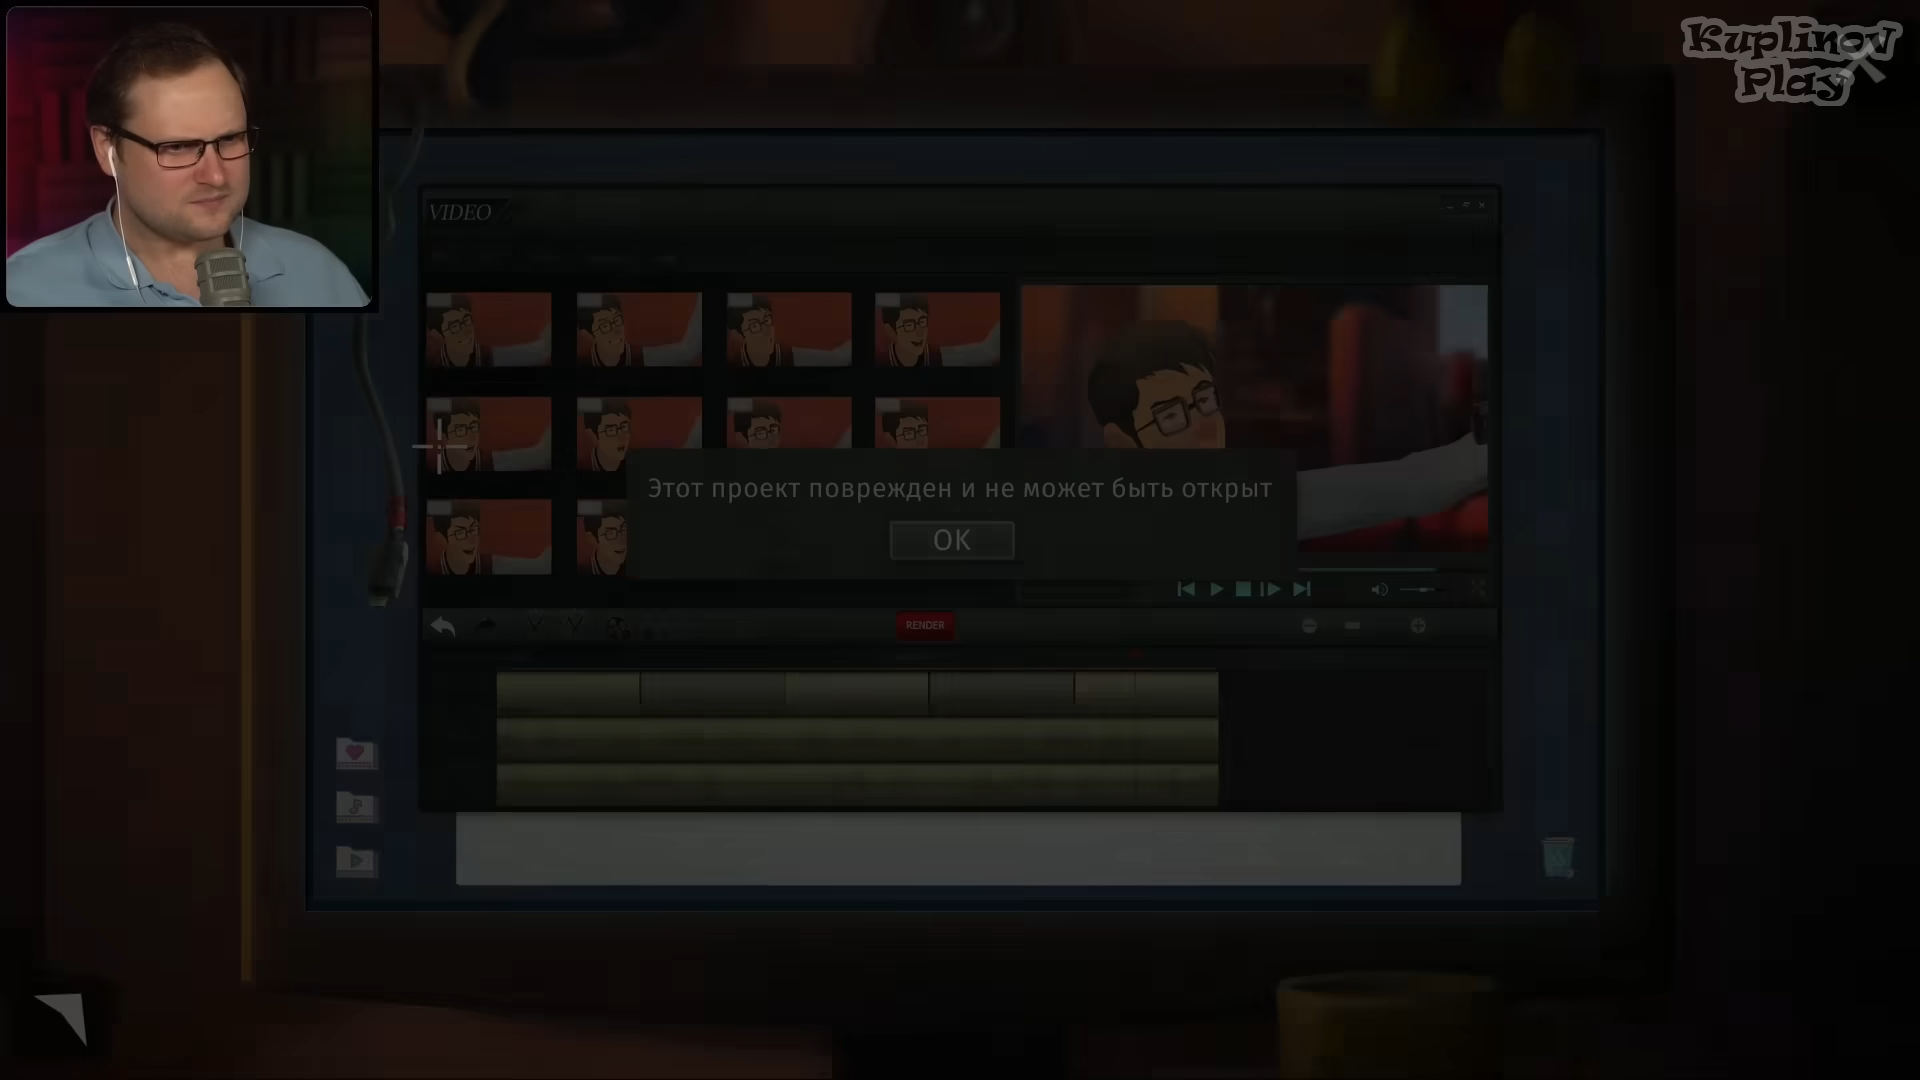 Kuplinov
Play
VIDEO
Этот проект поврежден и не может быть открыт
OK
RENDER